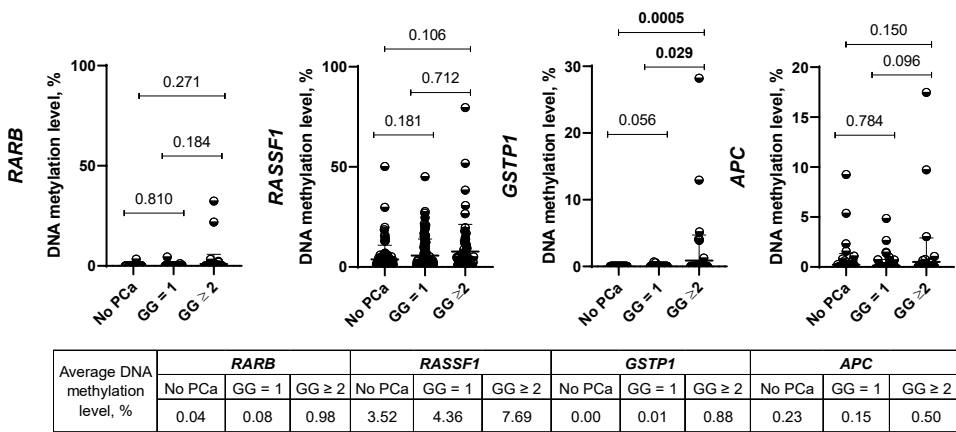 RARB
DNA metylation level, %
100
50
0
0.271
0.184
0.810
No PCa
GG = 1
GG ≥ 2
RASSF1
DNA methylation level, %
100
50
0
0.106
0.712
0.181
No PCa
GG = 1
GG ≥2
GSTP1
DNA methylation level, %
30
20
10
0
0.0005
0.029
0.056
No PCa
GG = 1
GG ≥2
APC
DNA methylation level, %
20
15
10
5
0
0.150
0.096
0.784
No PCa
GG = 1
GG ≥2
Average DNA methylation level, %
RARB RASSF1 GSTP1 APC
No PCa GG = 1 GG ≥ 2 No PCa GG = 1 GG ≥ 2 No PCa GG = 1 GG ≥ 2 No PCa GG = 1 GG ≥ 2
0.04 0.08 0.98 3.52 4.36 7.69 0.00 0.01 0.88 0.23 0.15 0.50